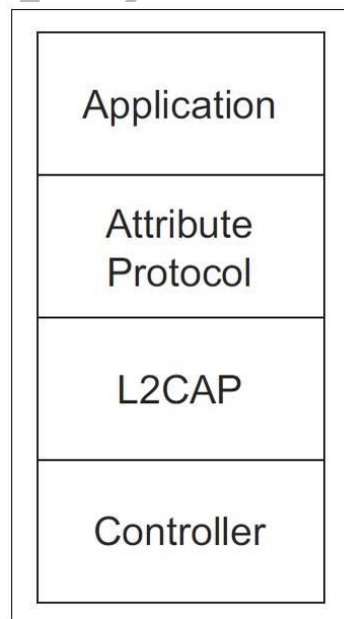 Application
Attribute
Protocol
L2CAP
Controller